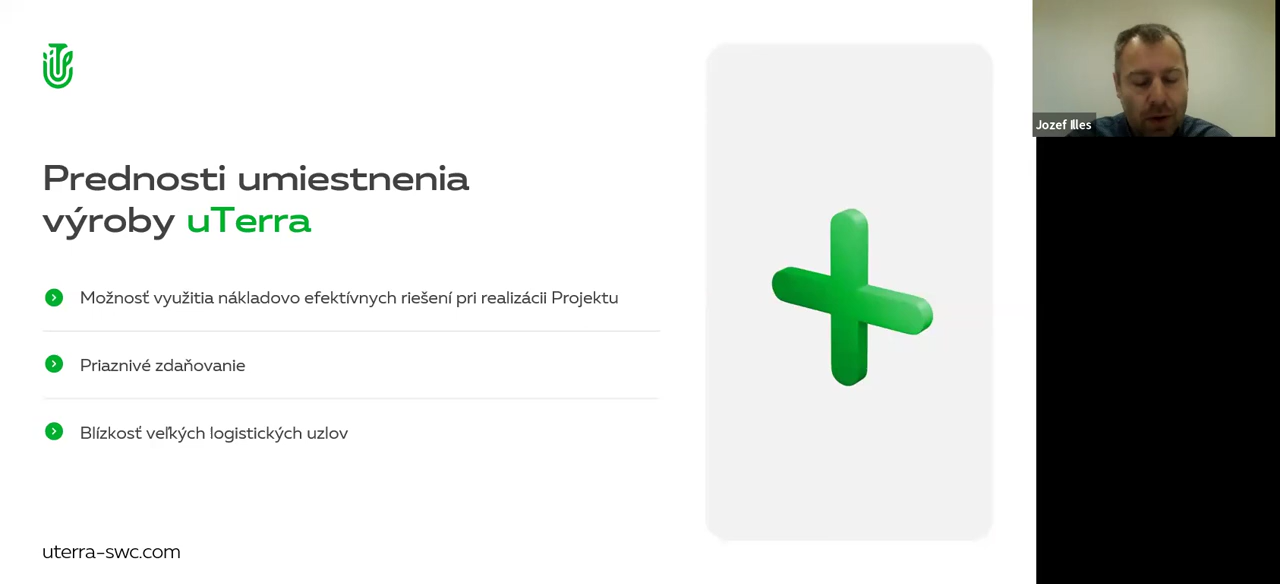 Prednosti umiestnenia
výroby uTerra
Možnosť využitia nákladovo efektívnych riešení pri realizácii Projektu
Priaznivé zdaňovanie
Blízkosť veľkých logistických uzlov
uterra-swc.com
Jozef Illes